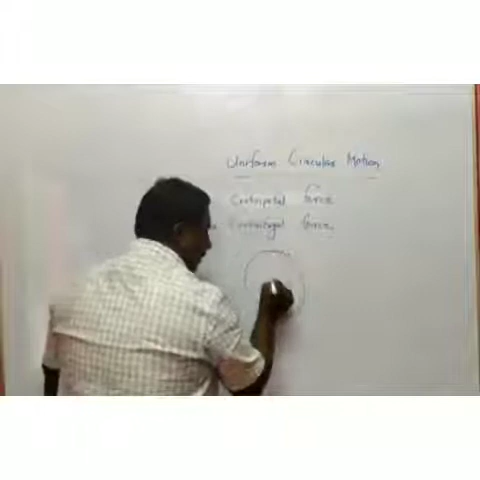 Uniform Circular Motion
Centripetal force
Centrifugal force